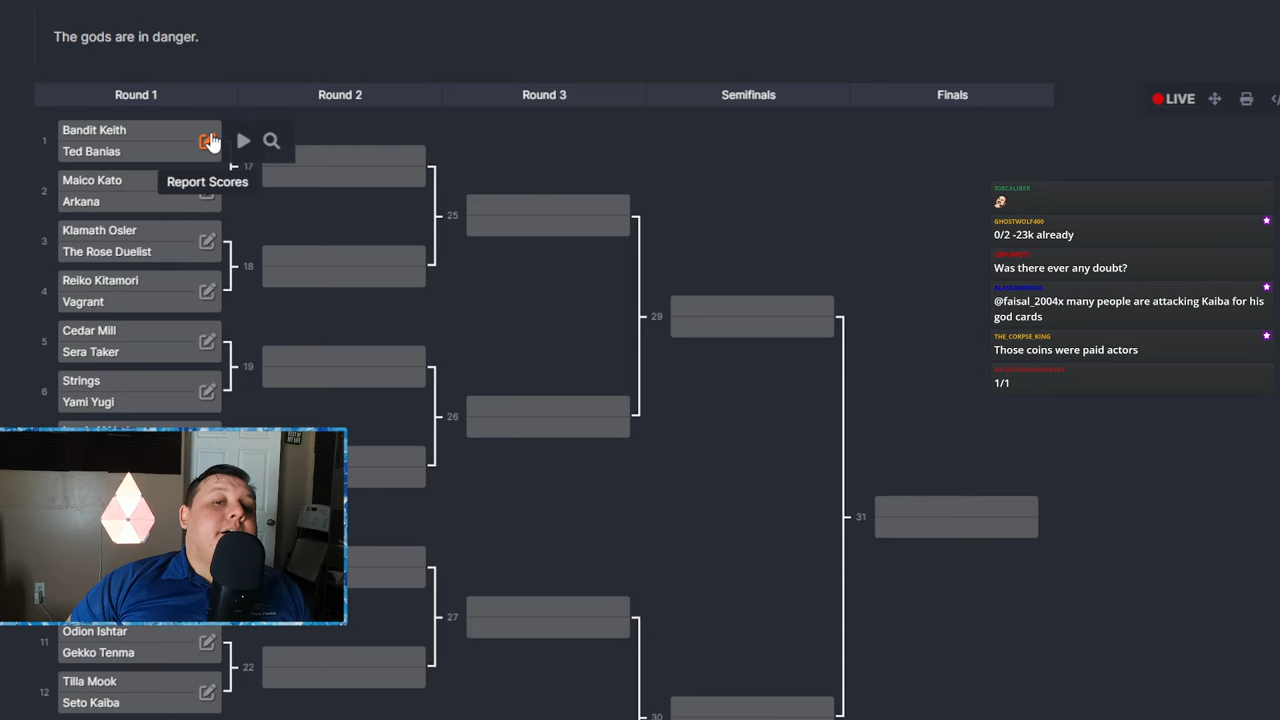 The gods are in danger.
Round 1
Round 2
Round 3
Semifinals
Finals
LIVE
1
Bandit Keith
Ted Banias
17
Report Scores
2
Maico Kato
Arkana
25
3
Klamath Osler
The Rose Duelist
18
4
Reiko Kitamori
Vagrant
29
5
Cedar Mill
Sera Taker
19
6
Strings
Yami Yugi
26
31
27
11
Odion Ishtar
Gekko Tenma
22
12
Tilla Mook
Seto Kaiba
30
308CALIBER
GHOSTWOLF400
0/2 -23k already
Was there ever any doubt?
@faisal_2004x many people are attacking Kaiba for his
god cards
THE_CORPSE_KING
Those coins were paid actors
1/1